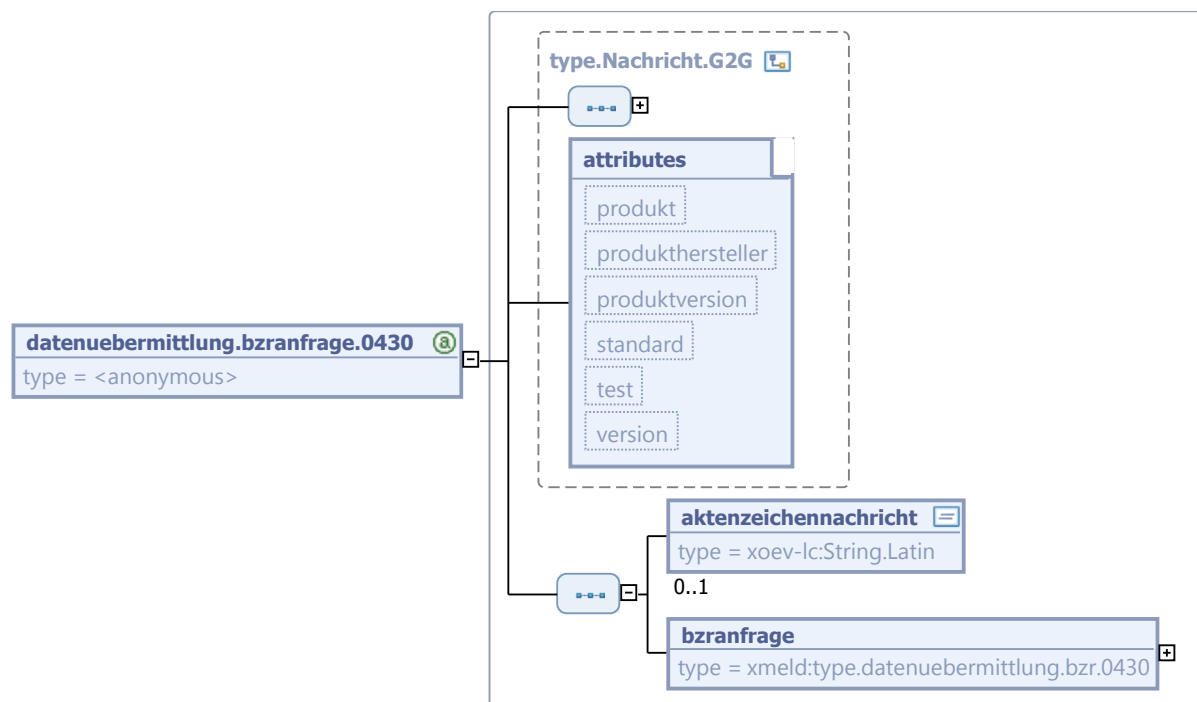 type.Nachricht.G2G
attributes
produkt
produkthersteller
produktversion
standard
test
version
datenuebermittlung.bzranfrage.0430 a
type = <anonymous>
aktenzeichennachricht
type = xoev-lc:String.Latin
0..1
bzranfrage
type = xmeld:type.datenuebermittlung.bzr.0430